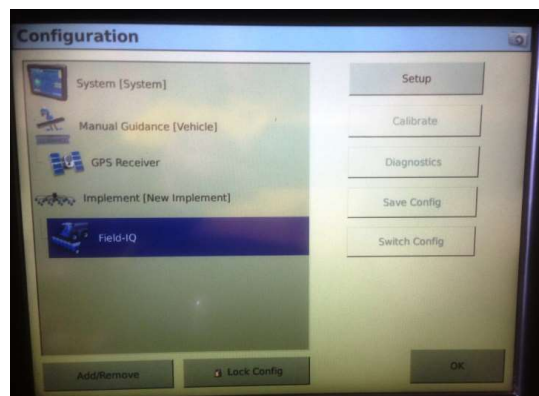 Configuration
System [System]
Manual Guidance [Vehicle]
GPS Receiver
Implement [New Implement]
Field-IQ
Setup
Calibrate
Diagnostics
Save Config
Switch Config
Add/Remove
Lock Config
OK